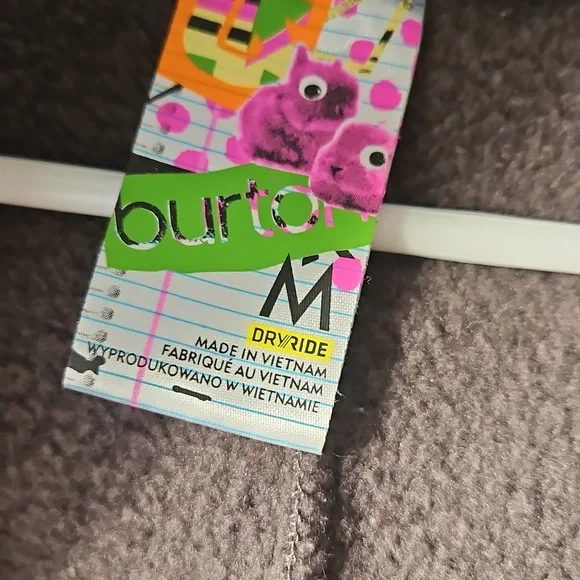 burton
M
DRYRIDE
MADE IN VIETNAM
FABRIQUÉ AU VIETNAM
WYPRODUKOWANO W WIETNAMIE